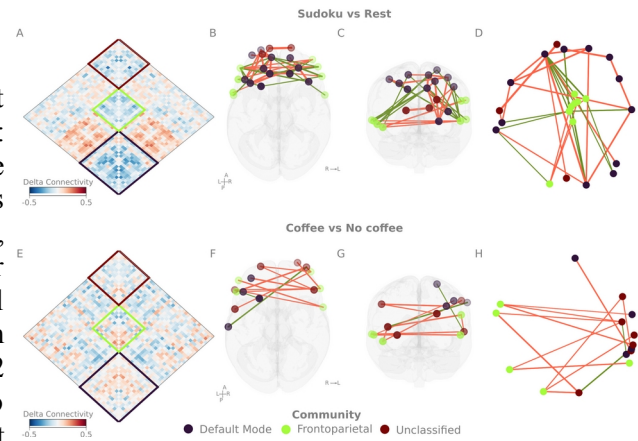 Sudoku vs Rest
A
B
C
D
Delta Connectivity
-0.5
0.5
A
L R
P
R→L
Coffee vs No coffee
E
F
G
H
Delta Connectivity
-0.5
0.5
A
L R
P
R→L
Community
Default Mode
Frontoparietal
Unclassified